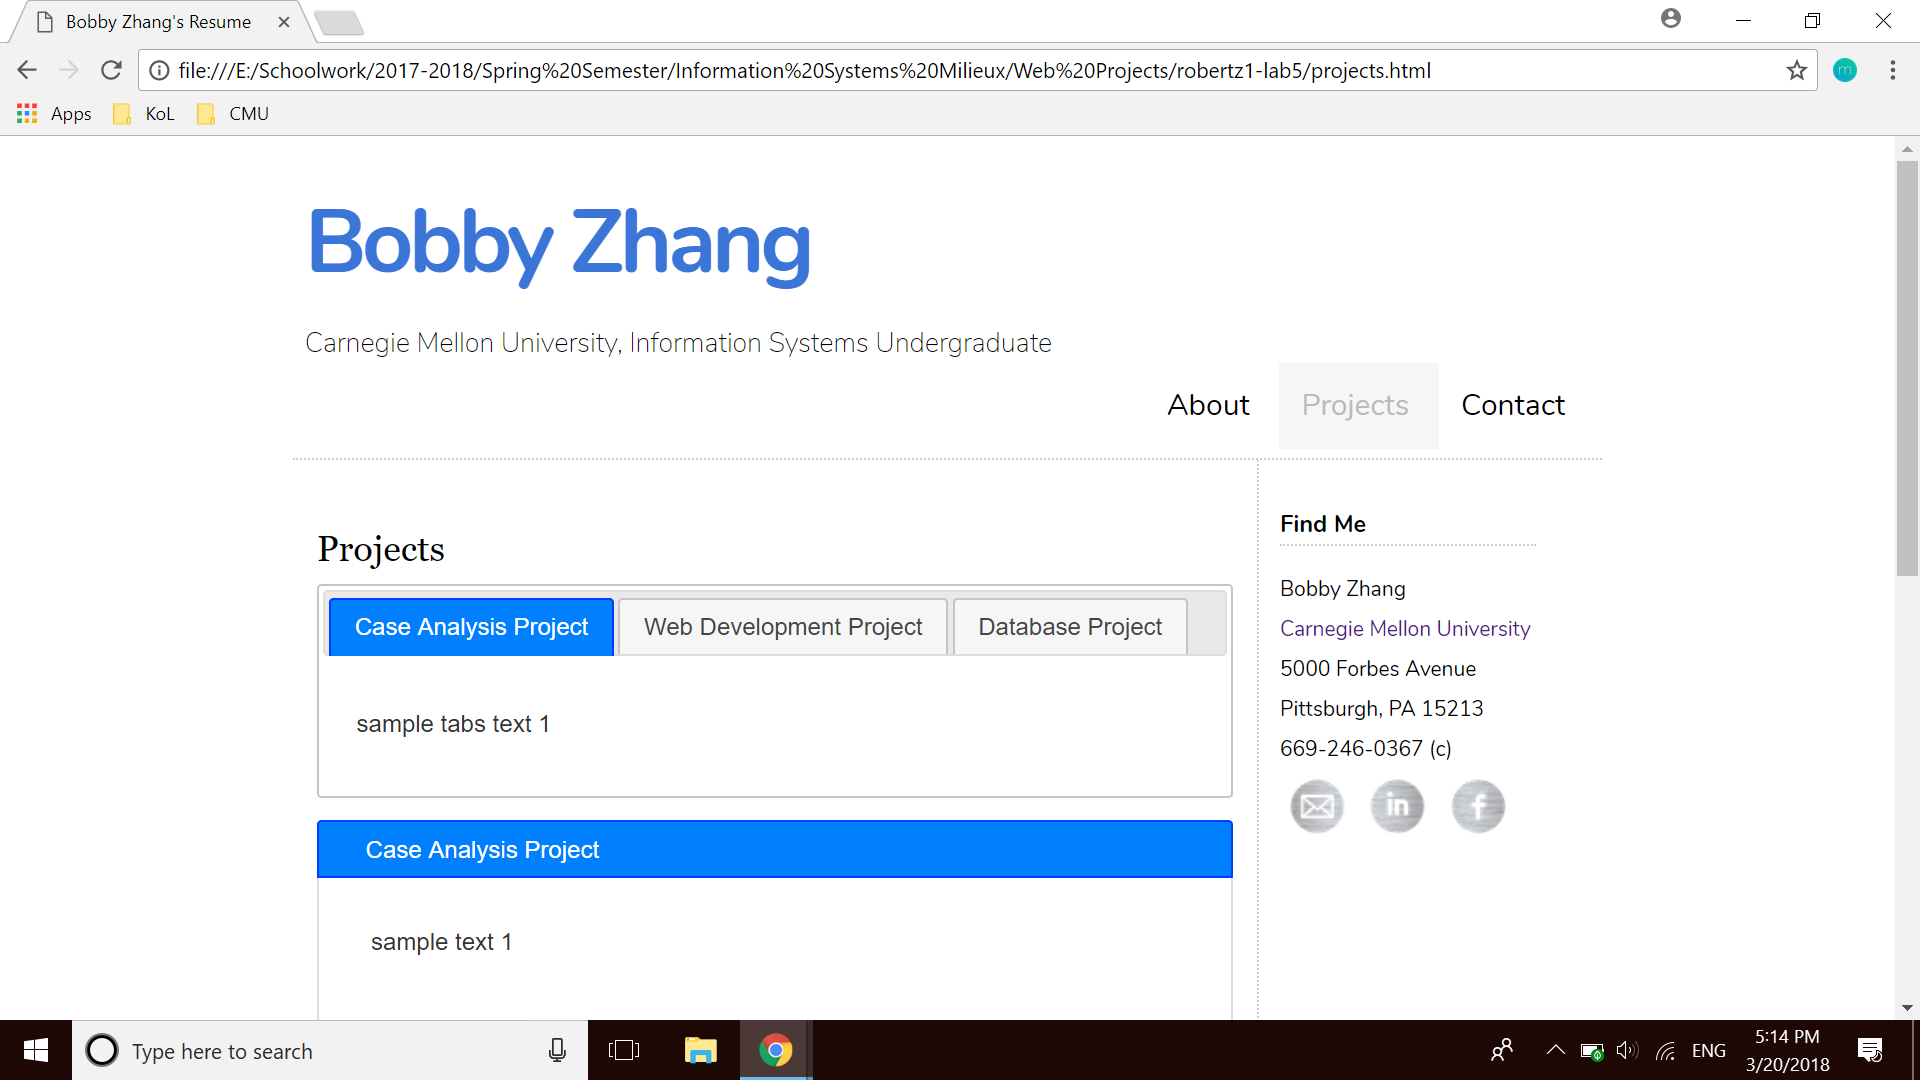 Bobby Zhang's Resume
file:///E:/Schoolwork/2017-2018/Spring%20Semester/Information%20Systems%20Milieux/Web%20Projects/robertz1-lab5/projects.html
m
Apps KoL CMU
Bobby Zhang
Carnegie Mellon University, Information Systems Undergraduate
About Projects Contact
Projects
Case Analysis Project Web Development Project Database Project
sample tabs text 1
Case Analysis Project
sample text 1
Find Me
Bobby Zhang
Carnegie Mellon University
5000 Forbes Avenue
Pittsburgh, PA 15213
669-246-0367 (c)
in f
Type here to search
ENG
5:14 PM
3/20/2018